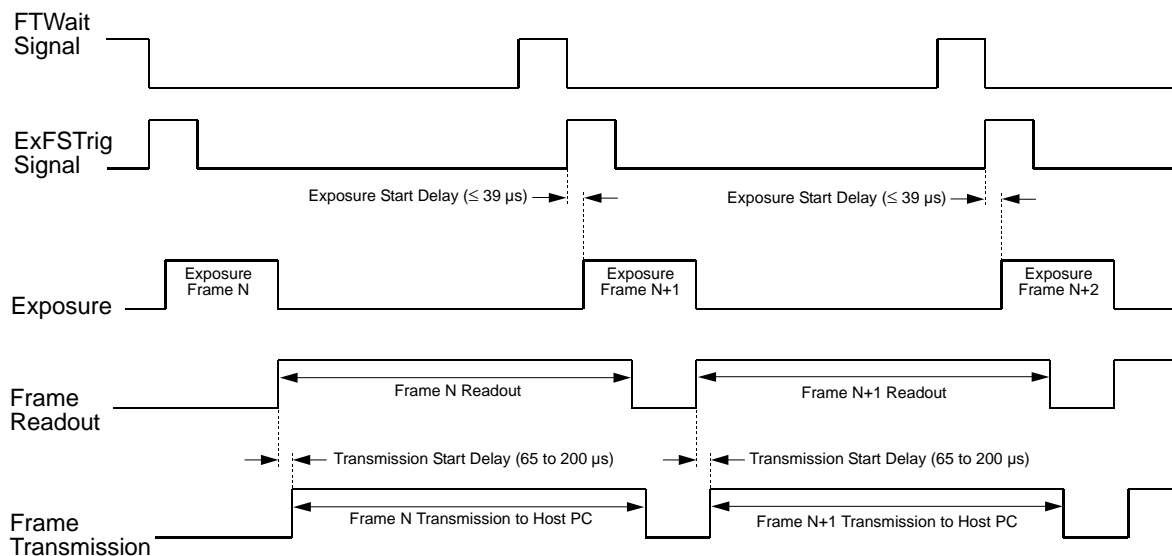 FTWait
Signal
ExFSTrig
Signal
Exposure Start Delay (≤ 39 µs)
Exposure Start Delay (≤ 39 µs)
Exposure
Exposure
Frame N
Exposure
Frame N+1
Exposure
Frame N+2
Frame
Readout
Frame N Readout
Frame N+1 Readout
Transmission Start Delay (65 to 200 µs)
Transmission Start Delay (65 to 200 µs)
Frame
Transmission
Frame N Transmission to Host PC
Frame N+1 Transmission to Host PC